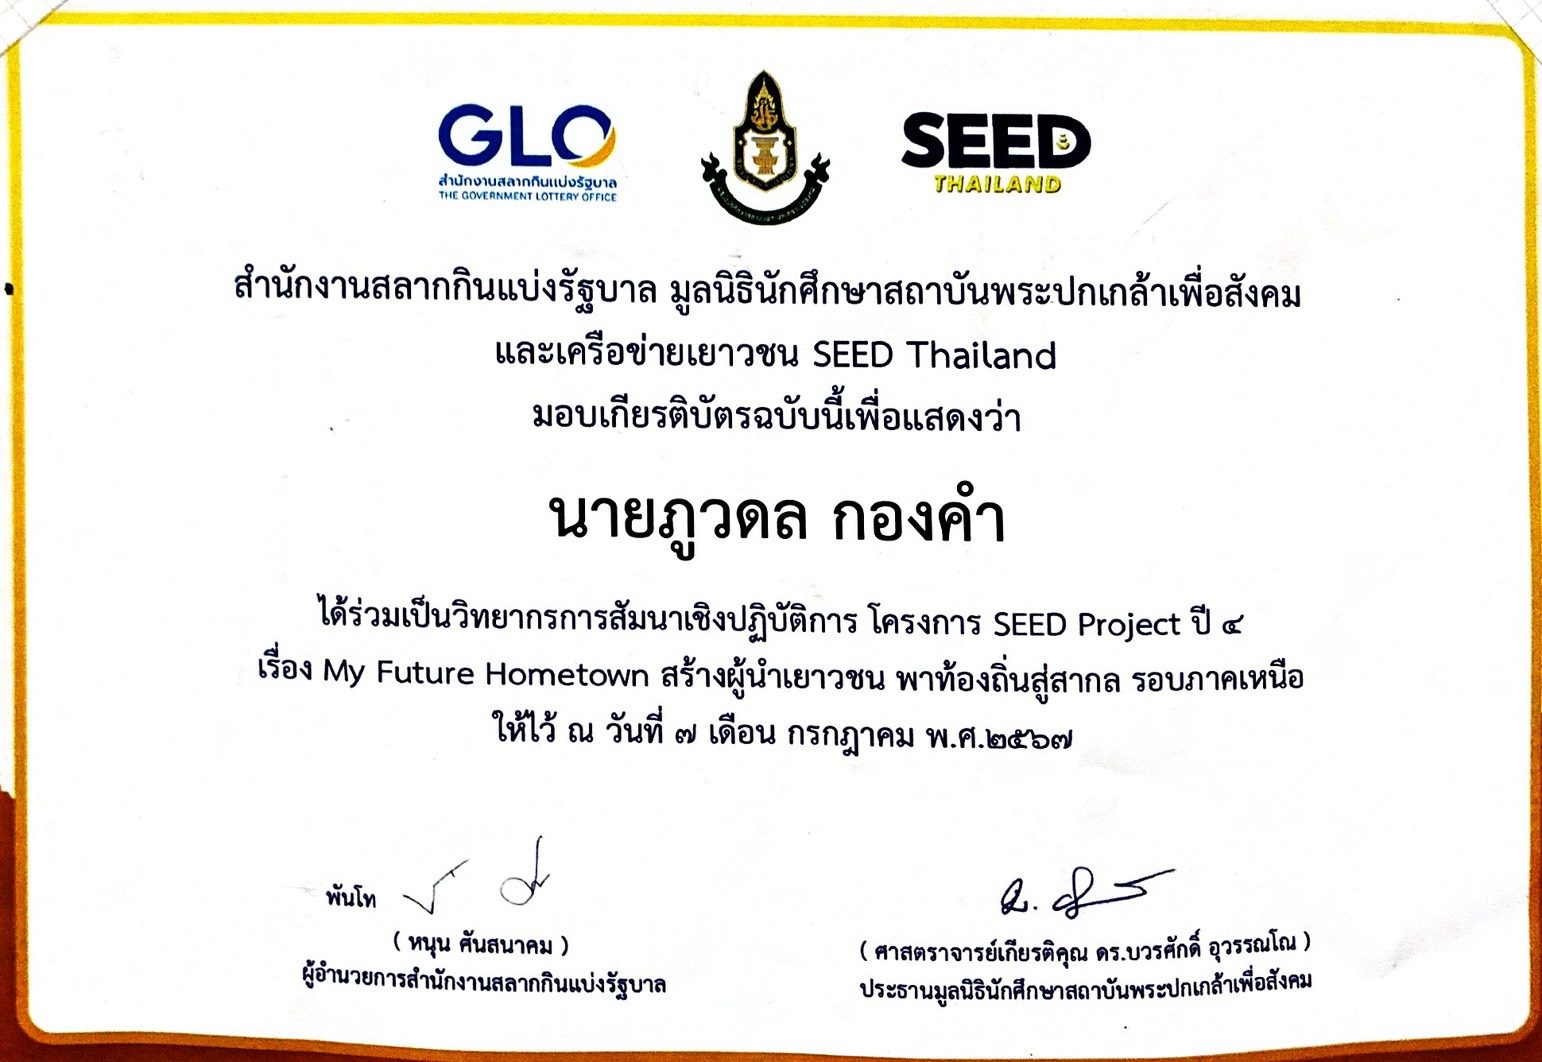 GLO
สำนักงานสลากกินแบ่งรัฐบาล
THE GOVERNMENT LOTTERY OFFICE
SEED
THAILAND
สำนักงานสลากกินแบ่งรัฐบาล มูลนิธินักศึกษาสถาบันพระปกเกล้าเพื่อสังคม
และเครือข่ายเยาวชน SEED Thailand
มอบเกียรติบัตรฉบับนี้เพื่อแสดงว่า
นายภูวดล กองคำ
ได้ร่วมเป็นวิทยากรการสัมนาเชิงปฏิบัติการ โครงการ SEED Project ปี ๔
เรื่อง My Future Hometown สร้างผู้นำเยาวชน พาท้องถิ่นสู่สากล รอบภาคเหนือ
ให้ไว้ ณ วันที่ ๗ เดือน กรกฎาคม พ.ศ.๒๕๖๗
พันโท
( หนุน ศันสนาคม )
ผู้อำนวยการสำนักงานสลากกินแบ่งรัฐบาล
( ศาสตราจารย์เกียรติคุณ ดร.บวรศักดิ์ อุวรรณโณ )
ประธานมูลนิธินักศึกษาสถาบันพระปกเกล้าเพื่อสังคม